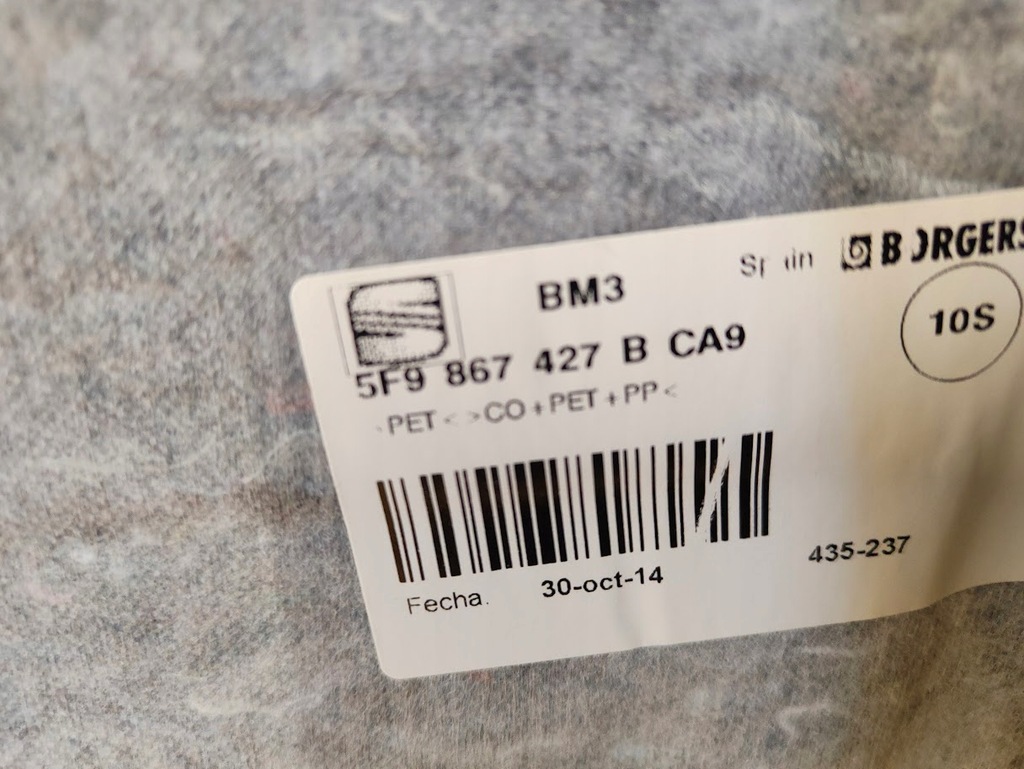 Spain BORGERS
BM3
10S
5F9 867 427 B CA9
>PET< >CO+PET+PP<
435-237
Fecha. 30-oct-14